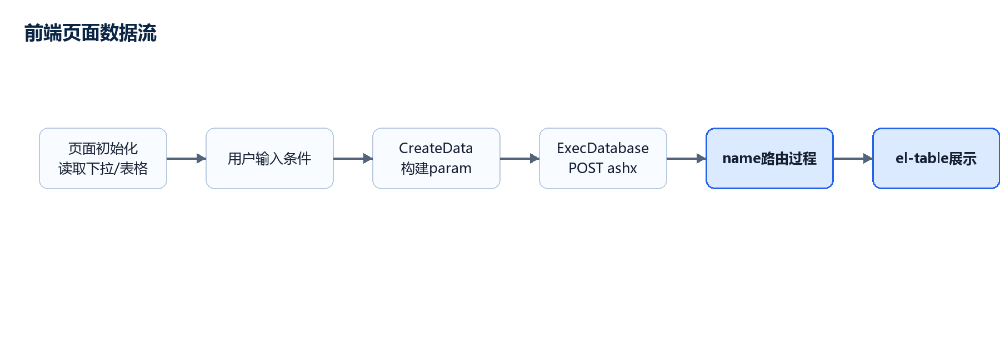 前端页面数据流
页面初始化
读取下拉/表格
用户输入条件
CreateData
构建param
ExecDatabase
POST ashx
name路由过程
el-table展示